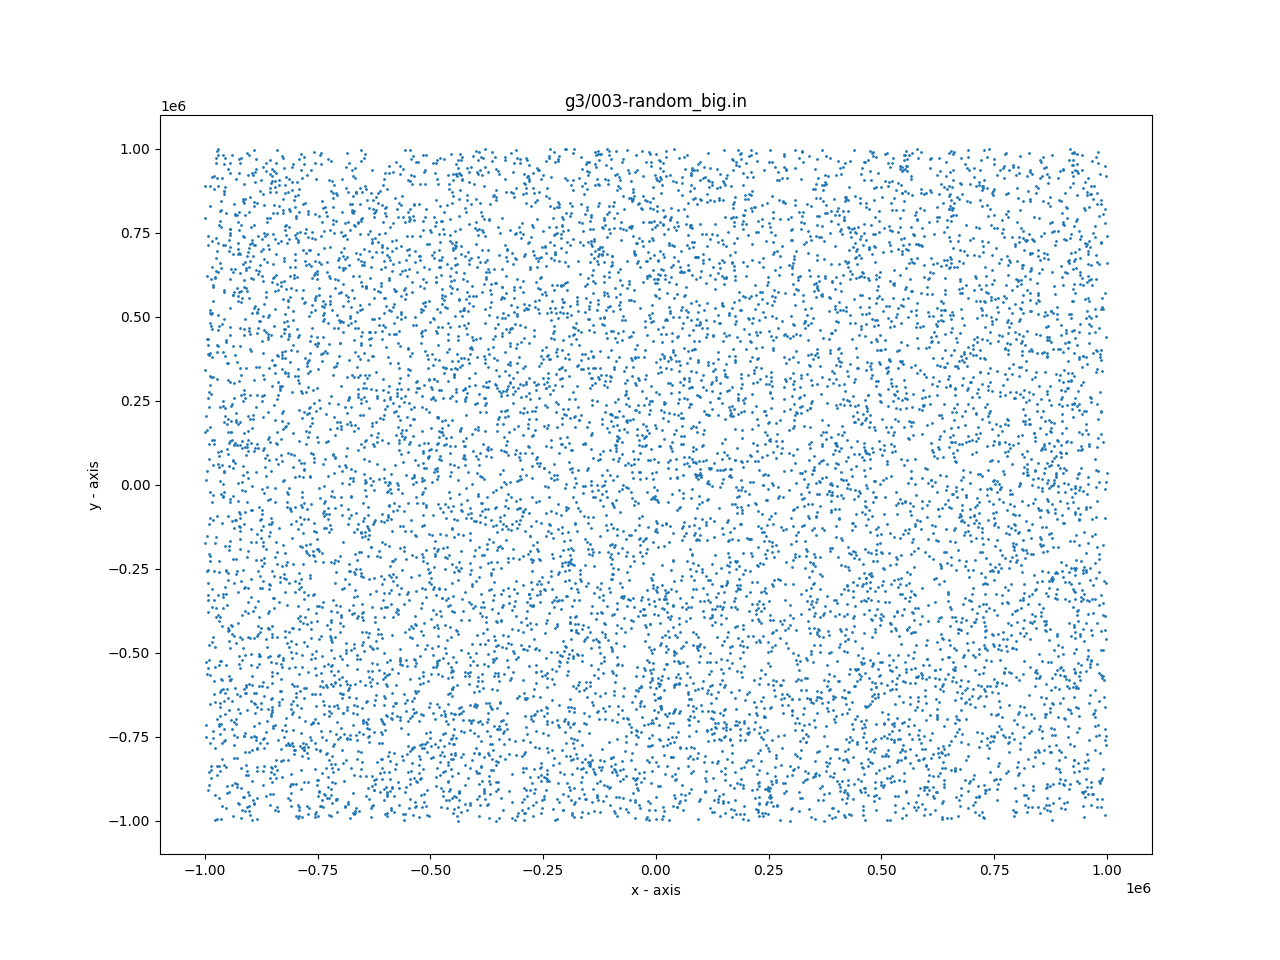 g3/003-random_big.in
1e6
1.00
0.75
0.50
0.25
0.00
−0.25
−0.50
−0.75
−1.00
y - axis
−1.00 −0.75 −0.50 −0.25 0.00 0.25 0.50 0.75 1.00
x - axis
1e6